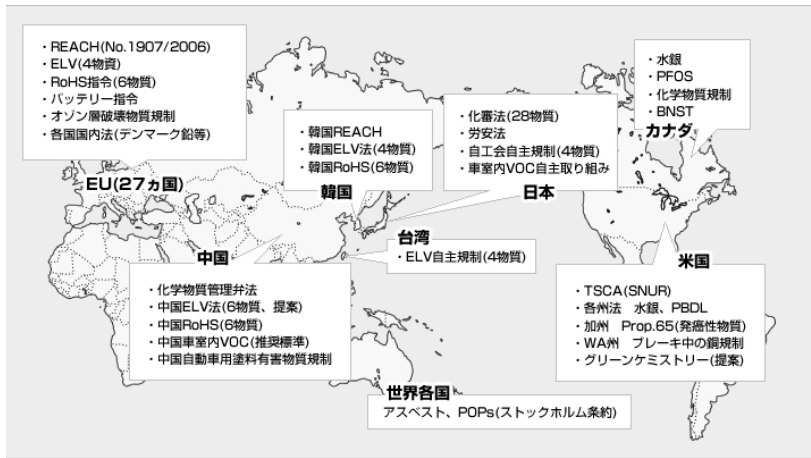 ・REACH(No.1907/2006)
・ELV(4物資)
・RoHS指令(6物質)
・バッテリー指令
・オゾン層破壊物質規制
・各国国内法(デンマーク鉛等)
EU(27ヵ国)
・韓国REACH
・韓国ELV法(4物質)
・韓国RoHS(6物質)
韓国
・化審法(28物質)
・労安法
・自工会自主規制(4物質)
・車室内VOC自主取り組み
日本
・水銀
・PFOS
・化学物質規制
・BNST
カナダ
中国
・化学物質管理弁法
・中国ELV法(6物質、提案)
・中国RoHS(6物質)
・中国車室内VOC(推奨標準)
・中国自動車用塗料有害物質規制
台湾
・ELV自主規制(4物質)
米国
・TSCA(SNUR)
・各州法 水銀、PBDL
・加州 Prop.65(発癌性物質)
・WA州 ブレーキ中の銅規制
・グリーンケミストリー(提案)
世界各国
アスベスト、POPs(ストックホルム条約)